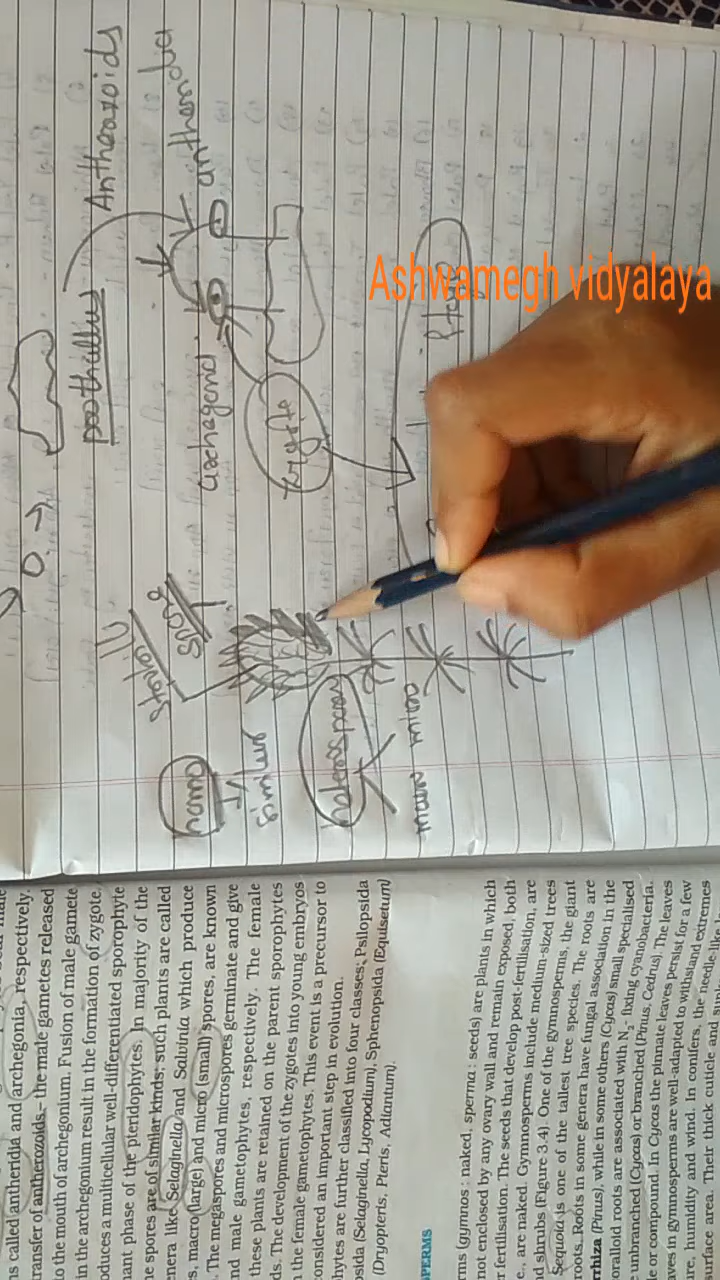 Ashwamegh vidyalaya
Antherozoids
antheridia
Archagonia
zygote
homo
similer
heterosporus
macro micro
ns called antheridia and archegonia, respectively.
transfer of antherozoids - the male gametes released
to the mouth of archegonium. Fusion of male gamete
in the archegonium result in the formation of zygote.
oduces a multicellular well-differentiated sporophyte
nant phase of the pteridophytes. In majority of the
he spores are of similar kinds; such plants are called
nera like Selaginella and Salvinia which produce
s, macro (large) and micro (small) spores, are known
. The megaspores and microspores germinate and give
nd male gametophytes, respectively. The female
these plants are retained on the parent sporophytes
ds. The development of the zygotes into young embryos
n the female gametophytes. This event is a precursor to
onsidered an important step in evolution.
hytes are further classified into four classes: Psilopsida
psida (Selaginella, Lycopodium), Sphenopsida (Equisetum)
(Dryopteris, Pteris, Adiantum).
OPERMS
rms (gymnos : naked, sperma : seeds) are plants in which
not enclosed by any ovary wall and remain exposed, both
r fertilisation. The seeds that develop post-fertilisation, are
e., are naked. Gymnosperms include medium-sized trees
d shrubs (Figure 3.4). One of the gymnosperms, the giant
Sequoia is one of the tallest tree species. The roots are
roots. Roots in some genera have fungal association in the
rrhiza (Pinus), while in some others (Cycas) small specialised
oralloid roots are associated with N2- fixing cyanobacteria.
unbranched (Cycas) or branched (Pinus, Cedrus). The leaves
e or compound. In Cycas the pinnate leaves persist for a few
ves in gymnosperms are well-adapted to withstand extremes
ure, humidity and wind. In conifers, the needle-like
surface area. Their thick cuticle and